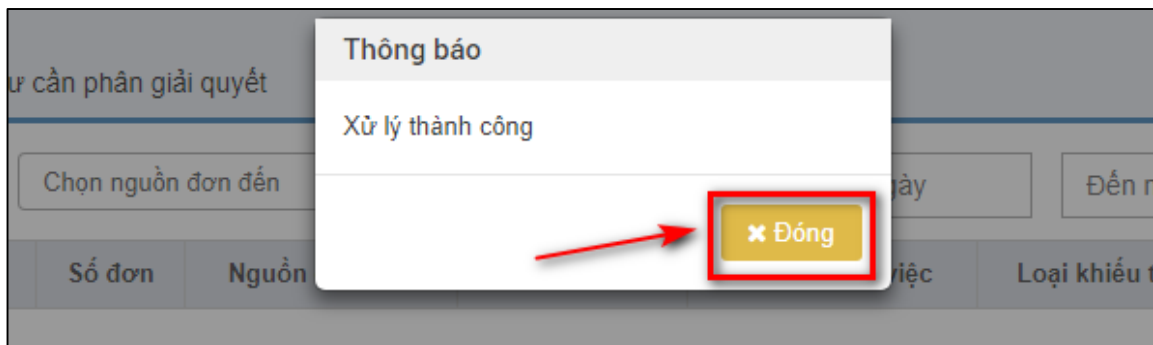 Thông báo
ư cần phân giải quyết
Xử lý thành công
Chọn nguồn đơn đến
gày
Đến n
× Đóng
Số đơn
Nguồn
việc
Loại khiếu t